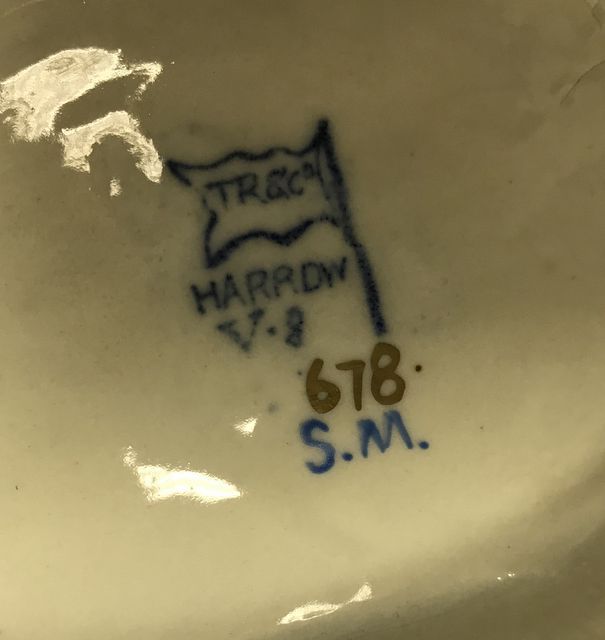 TR&Co
HARROW
V·8
678.
S.M.